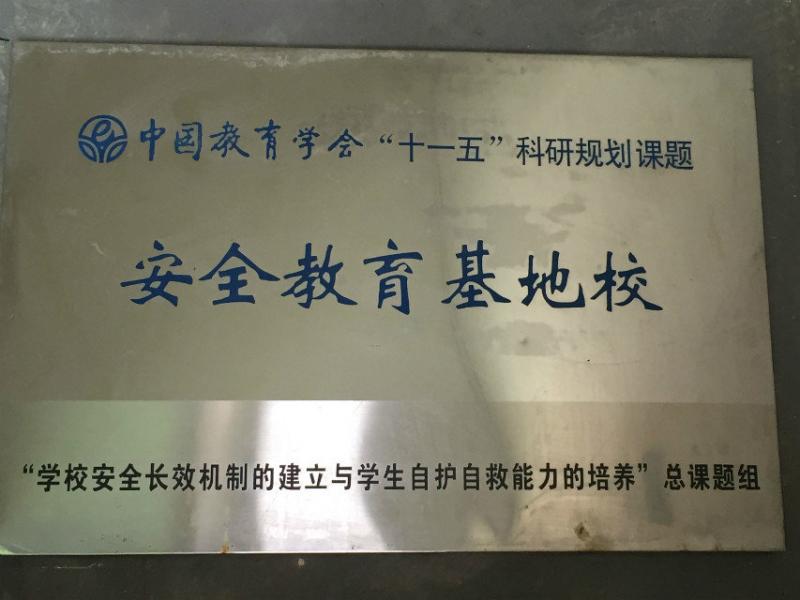 中国教育学会“十一五”科研规划课题
安全教育基地校
“学校安全长效机制的建立与学生自护自救能力的培养”总课题组